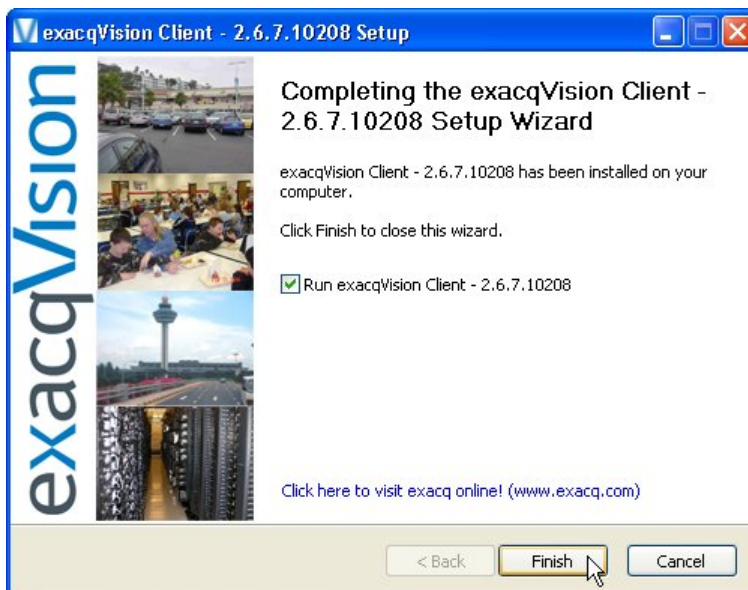 exacqVision Client - 2.6.7.10208 Setup
exacqVision
Completing the exacqVision Client -
2.6.7.10208 Setup Wizard
exacqVision Client - 2.6.7.10208 has been installed on your
computer.
Click Finish to close this wizard.
Run exacqVision Client - 2.6.7.10208
Click here to visit exacq online! (www.exacq.com)
< Back
Finish
Cancel